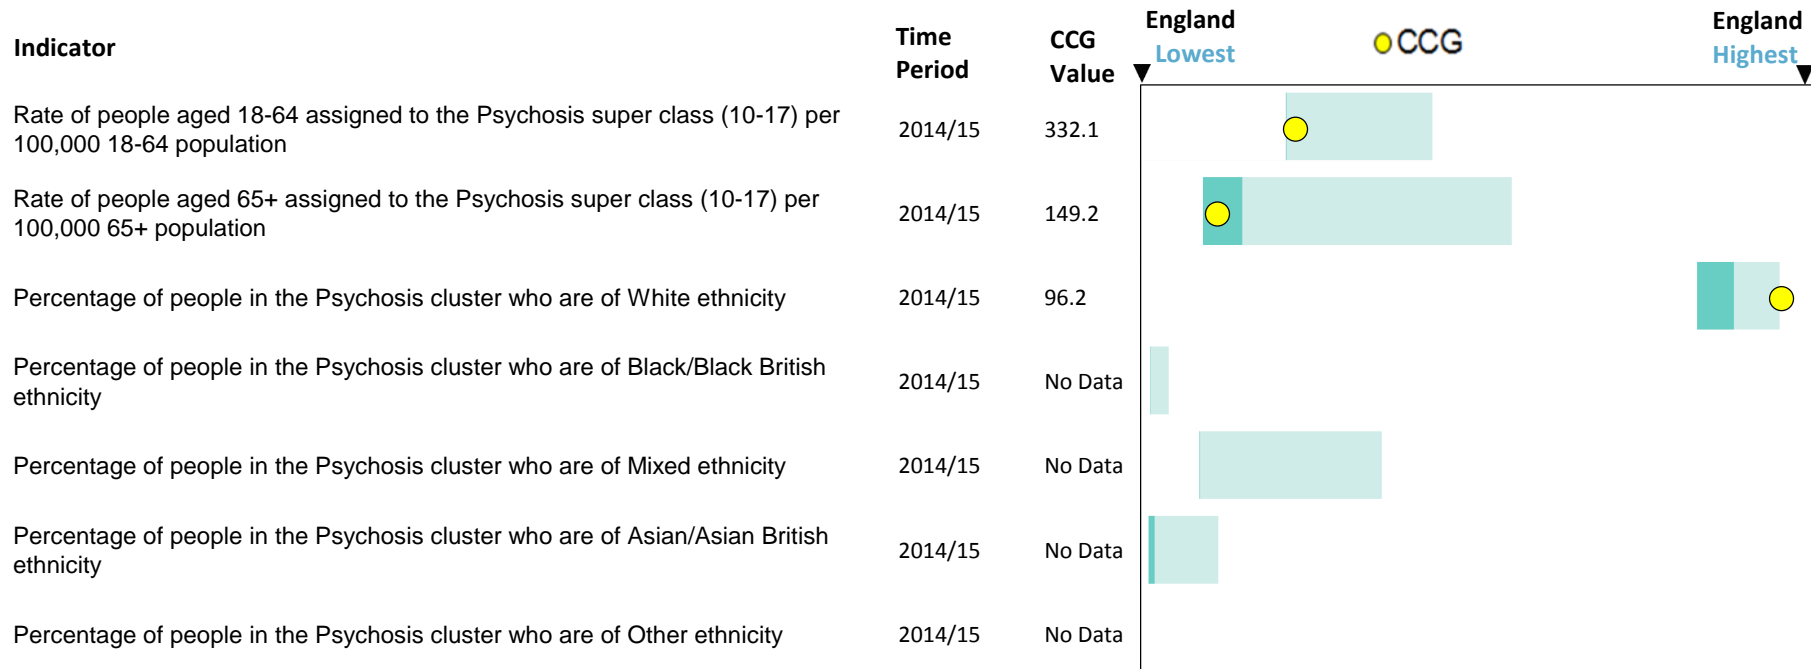 Indicator
Time
Period
CCG
Value
England
Lowest
CCG
England
Highest
Rate of people aged 18-64 assigned to the Psychosis super class (10-17) per
100,000 18-64 population
2014/15
332.1
Rate of people aged 65+ assigned to the Psychosis super class (10-17) per
100,000 65+ population
2014/15
149.2
Percentage of people in the Psychosis cluster who are of White ethnicity
2014/15
96.2
Percentage of people in the Psychosis cluster who are of Black/Black British
ethnicity
2014/15
No Data
Percentage of people in the Psychosis cluster who are of Mixed ethnicity
2014/15
No Data
Percentage of people in the Psychosis cluster who are of Asian/Asian British
ethnicity
2014/15
No Data
Percentage of people in the Psychosis cluster who are of Other ethnicity
2014/15
No Data